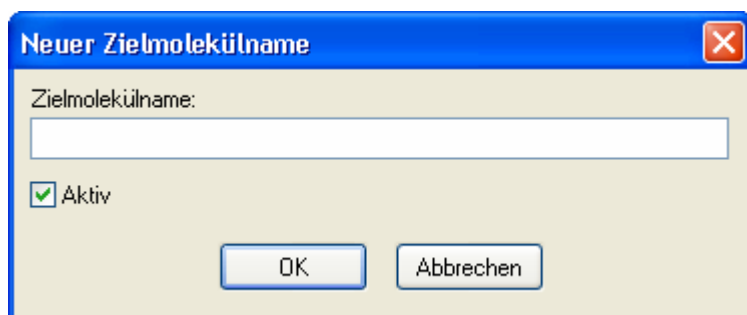 Neuer Zielmolekülname
Zielmolekülname:
Aktiv
OK Abbrechen